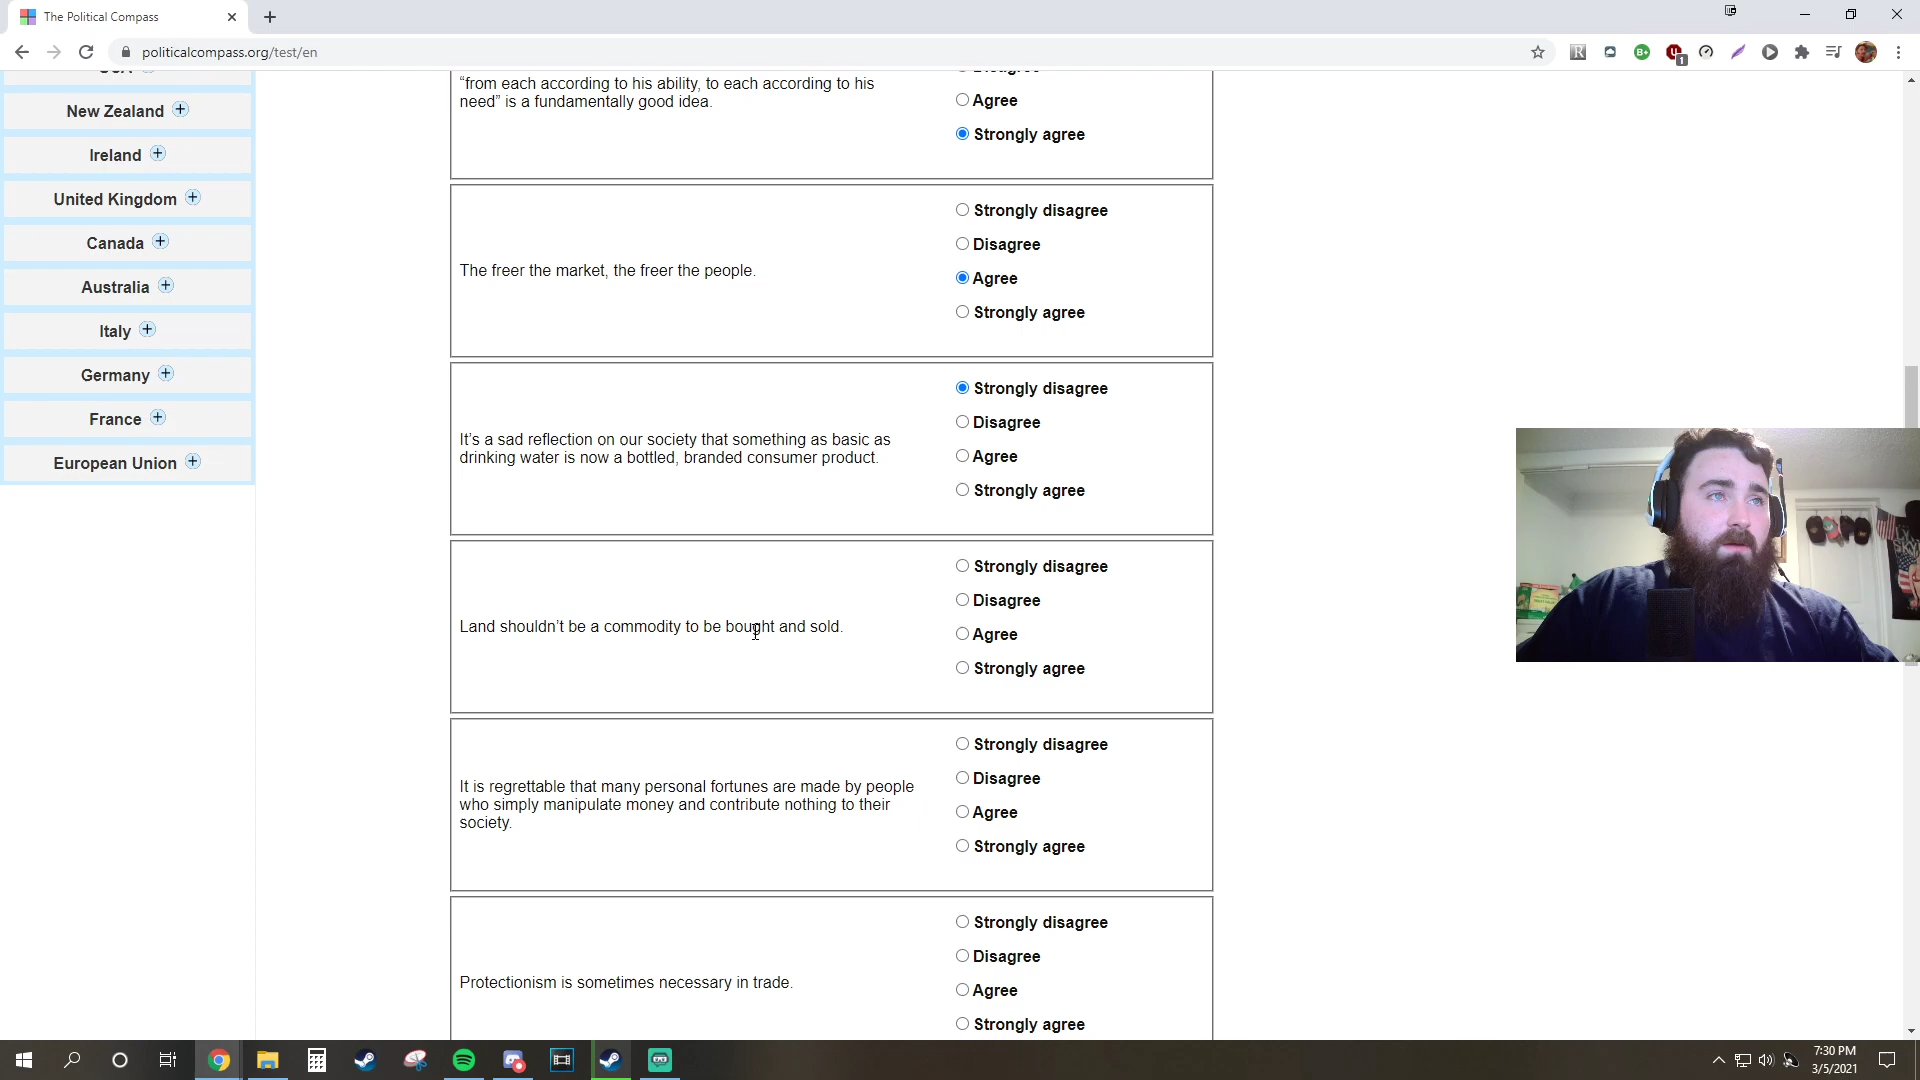 The Political Compass
politicalcompass.org/test/en
New Zealand
Ireland
United Kingdom
Canada
Australia
Italy
Germany
France
European Union
“from each according to his ability, to each according to his
need” is a fundamentally good idea.
Disagree
Agree
Strongly agree
The freer the market, the freer the people.
Strongly disagree
Disagree
Agree
Strongly agree
It’s a sad reflection on our society that something as basic as
drinking water is now a bottled, branded consumer product.
Strongly disagree
Disagree
Agree
Strongly agree
Land shouldn’t be a commodity to be bought and sold.
Strongly disagree
Disagree
Agree
Strongly agree
It is regrettable that many personal fortunes are made by people
who simply manipulate money and contribute nothing to their
society.
Strongly disagree
Disagree
Agree
Strongly agree
Protectionism is sometimes necessary in trade.
Strongly disagree
Disagree
Agree
Strongly agree
7:30 PM
3/5/2021